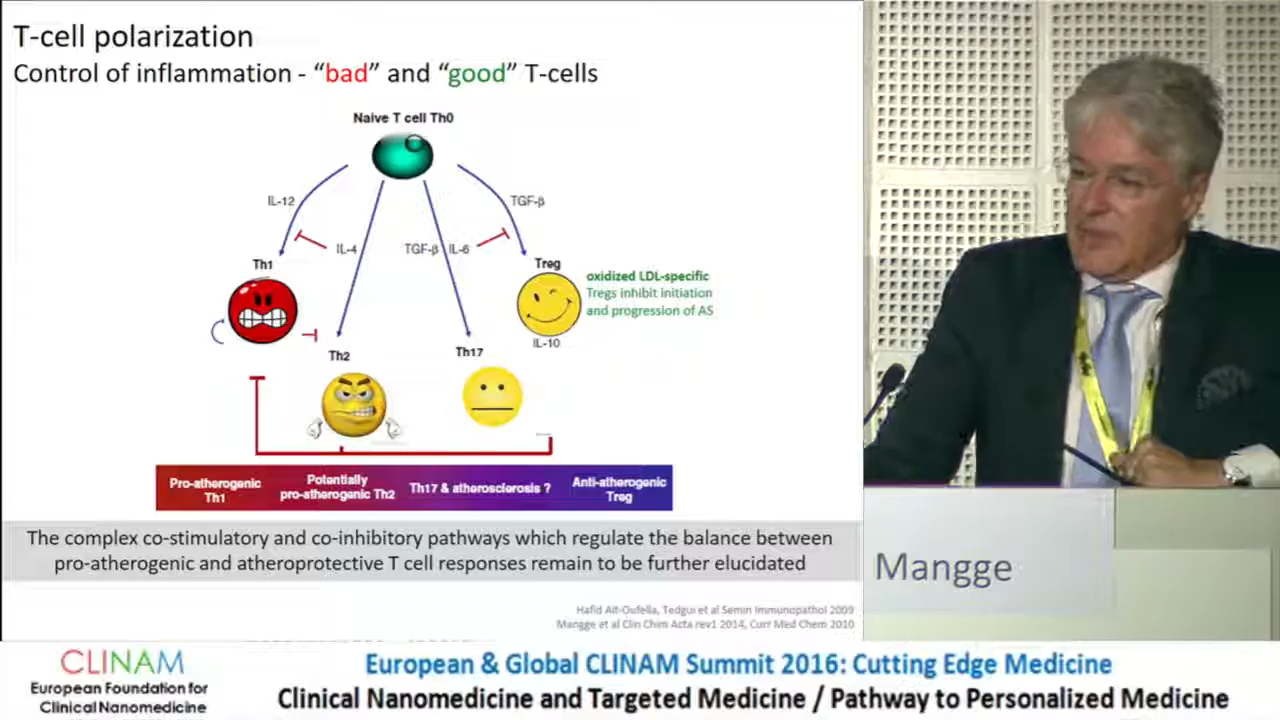 T-cell polarization
Control of inflammation - “bad” and “good” T-cells
Naive T cell Th0
IL-12
TGF-β
IL-4
TGF-β
IL-6
Th1
Treg
oxidized LDL-specific
Tregs inhibit initiation
and progression of AS
IL-10
Th2
Th17
Pro-atherogenic
Th1
Potentially
pro-atherogenic Th2
Th17 & atherosclerosis ?
Anti-atherogenic
Treg
The complex co-stimulatory and co-inhibitory pathways which regulate the balance between
pro-atherogenic and atheroprotective T cell responses remain to be further elucidated
Hafid Ait-Oufella, Tedgui et al Semin Immunopathol 2009
Mangge et al Clin Chim Acta rev1 2014, Curr Med Chem 2010
Mangge
CLINAM
European Foundation for
Clinical Nanomedicine
European & Global CLINAM Summit 2016: Cutting Edge Medicine
Clinical Nanomedicine and Targeted Medicine / Pathway to Personalized Medicine